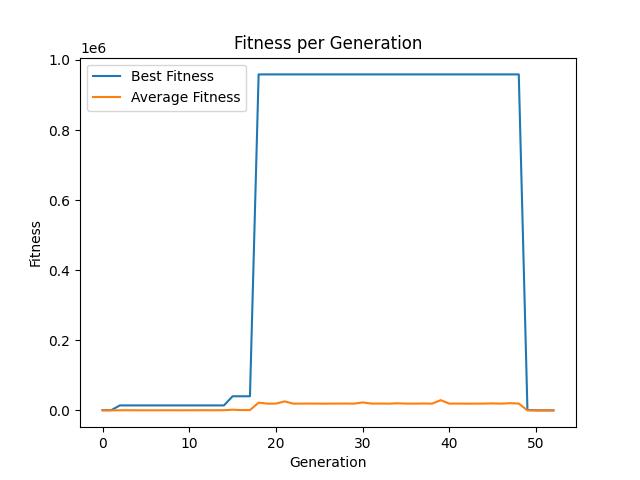 Fitness per Generation
1e6
Best Fitness
Average Fitness
1.0
0.8
0.6
0.4
0.2
0.0
Fitness
0 10 20 30 40 50
Generation